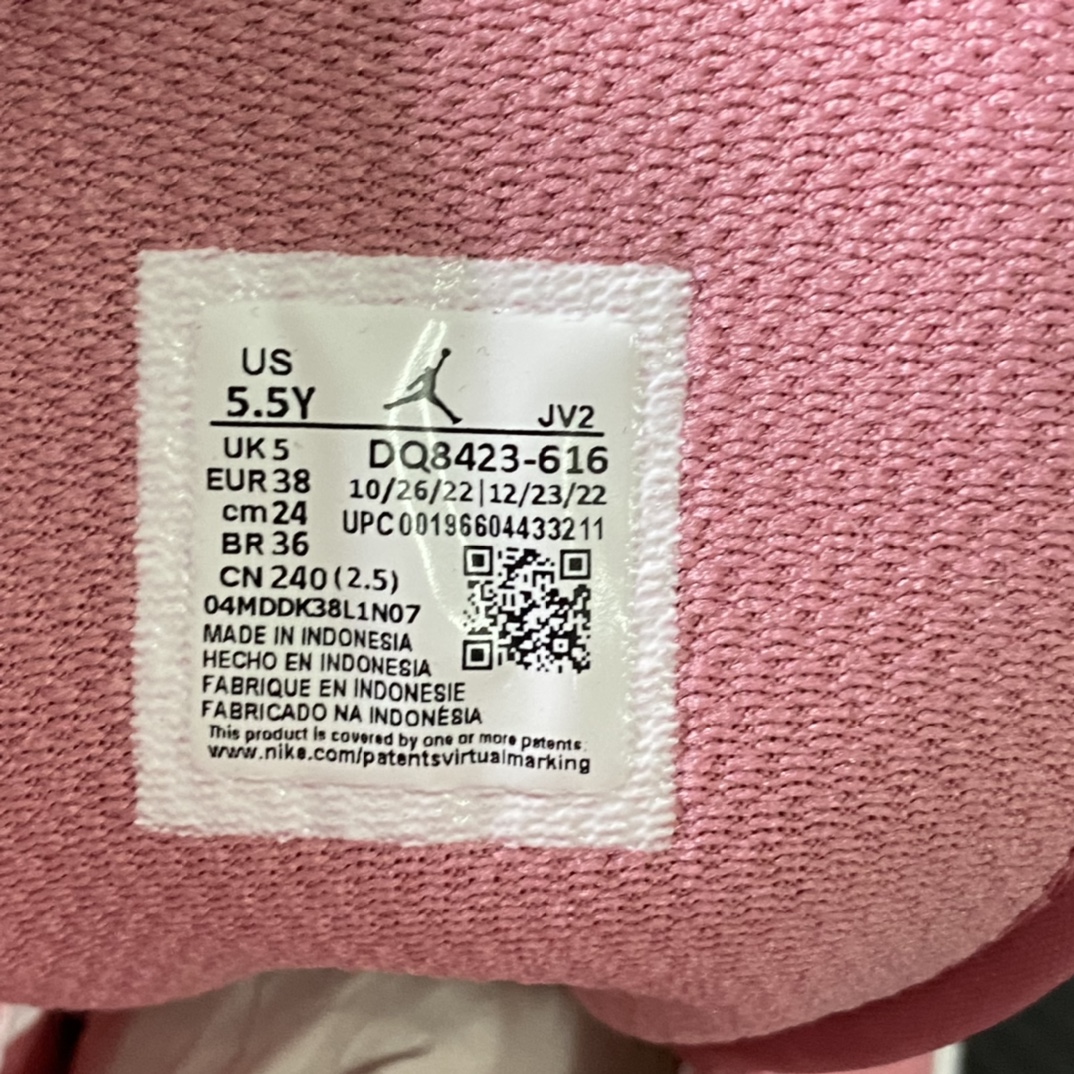 US
5.5Y JV2
UK 5 DQ8423-616
EUR 38 10/26/22|12/23/22
cm 24 UPC 00196604433211
BR 36
CN 240 (2.5)
04MDDK38L1N07
MADE IN INDONESIA
HECHO EN INDONESIA
FABRIQUE EN INDONESIE
FABRICADO NA INDONÉSIA
This product is covered by one or more patents.
www.nike.com/patentsvirtualmarking